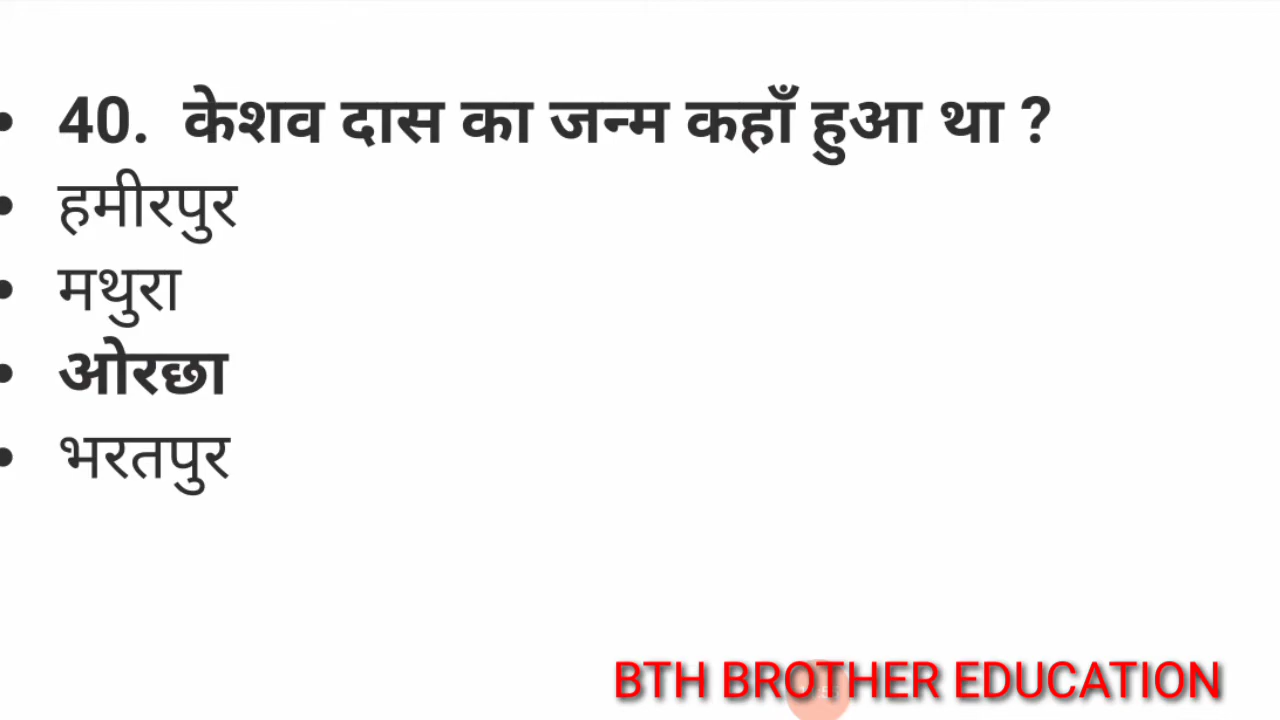 • 40. केशव दास का जन्म कहाँ हुआ था ?
• हमीरपुर
• मथुरा
• ओरछा
• भरतपुर
BTH BROTHER EDUCATION